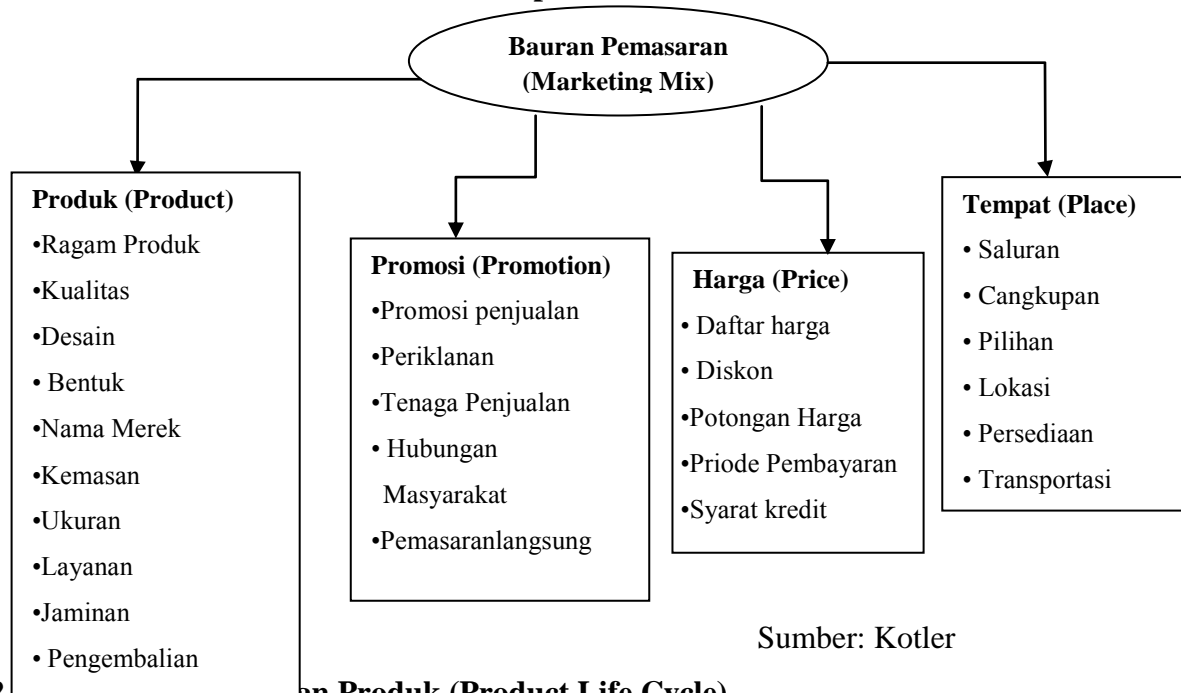 Bauran Pemasaran
(Marketing Mix)
Produk (Product)
•Ragam Produk
•Kualitas
•Desain
• Bentuk
•Nama Merek
•Kemasan
•Ukuran
•Layanan
•Jaminan
• Pengembalian
Promosi (Promotion)
•Promosi penjualan
•Periklanan
•Tenaga Penjualan
• Hubungan
Masyarakat
•Pemasaranlangsung
Harga (Price)
• Daftar harga
• Diskon
•Potongan Harga
•Priode Pembayaran
•Syarat kredit
Tempat (Place)
• Saluran
• Cangkupan
• Pilihan
• Lokasi
• Persediaan
• Transportasi
Sumber: Kotler
Produk (Product Life Cycle)